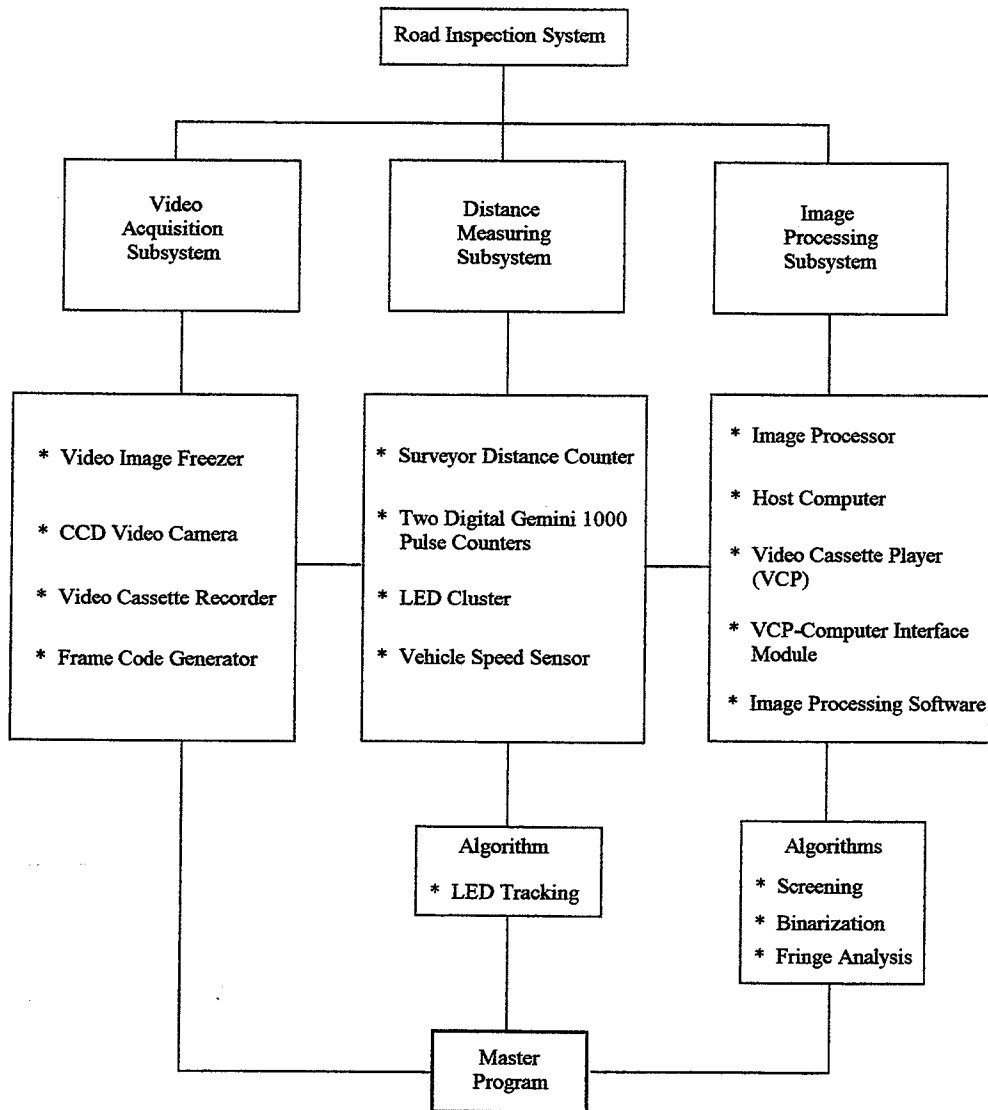 Road Inspection System
Video
Acquisition
Subsystem
Distance
Measuring
Subsystem
Image
Processing
Subsystem
* Video Image Freezer
* CCD Video Camera
* Video Cassette Recorder
* Frame Code Generator
* Surveyor Distance Counter
* Two Digital Gemini 1000
Pulse Counters
* LED Cluster
* Vehicle Speed Sensor
* Image Processor
* Host Computer
* Video Cassette Player
(VCP)
* VCP-Computer Interface
Module
* Image Processing Software
Algorithm
* LED Tracking
Algorithms
* Screening
* Binarization
* Fringe Analysis
Master
Program